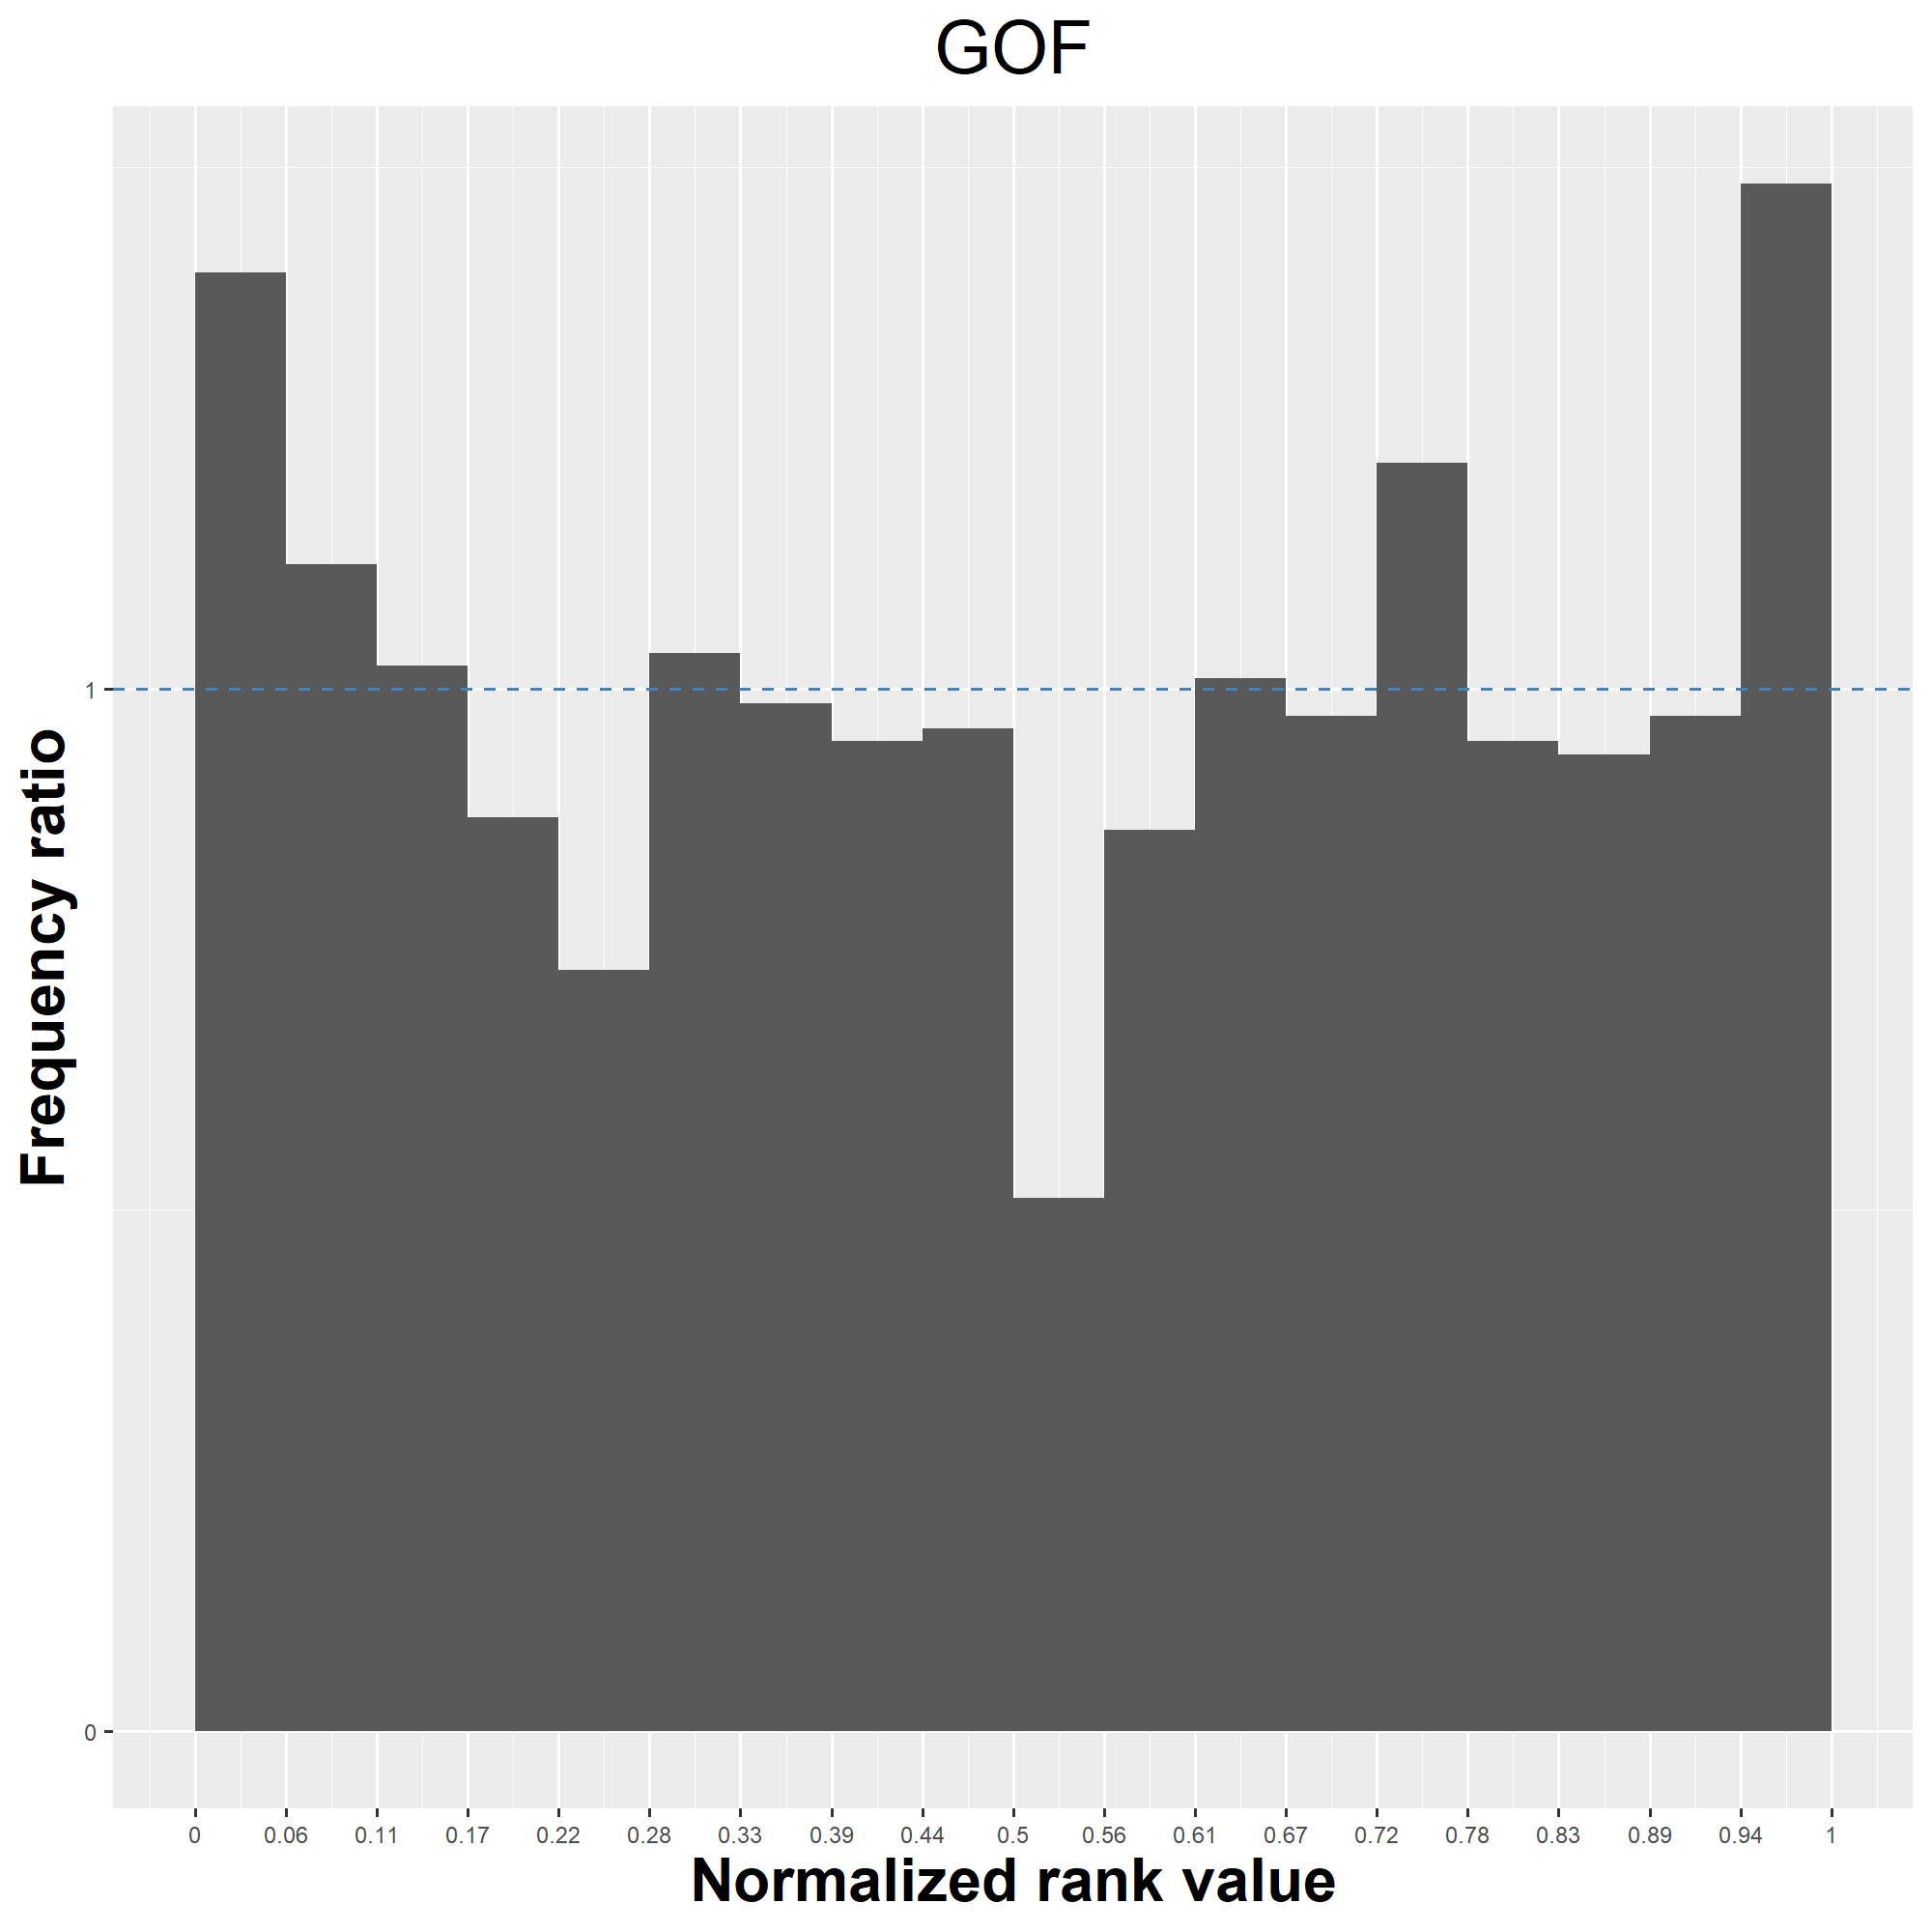 GOF
Frequency ratio
1
0
0 0.06 0.11 0.17 0.22 0.28 0.33 0.39 0.44 0.5 0.56 0.61 0.67 0.72 0.78 0.83 0.89 0.94 1
Normalized rank value